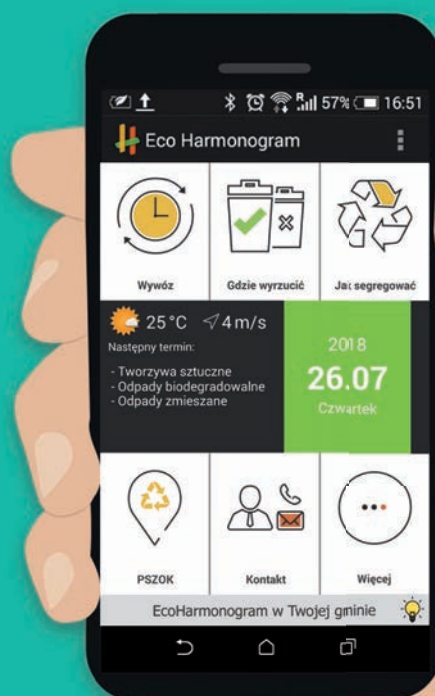 R 57% 16:51
Eco Harmonogram
Wywóz
Gdzie wyrzucić
Jak segregować
25 °C 4 m/s
Następny termin:
- Tworzywa sztuczne
- Odpady biodegradowalne
- Odpady zmieszane
2018
26.07
Czwartek
PSZOK
Kontakt
Więcej
EcoHarmonogram w Twojej gminie